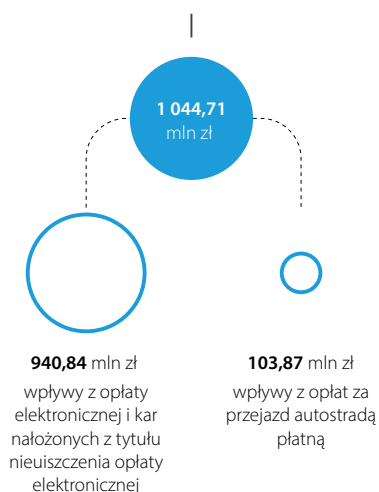 1 044,71
mln zł
940,84 mln zł
wpływy z opłaty
elektronicznej i kar
nałożonych z tytułu
nieuiszczenia opłaty
elektronicznej
103,87 mln zł
wpływy z opłat za
przejazd autostradą
płatną